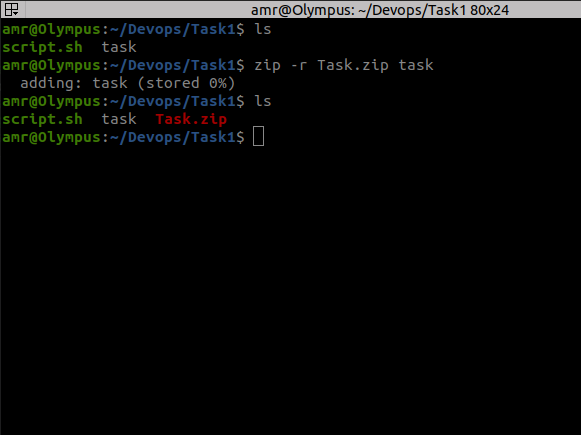 amr@Olympus: ~/Devops/Task1 80x24
amr@Olympus:~/Devops/Task1$ ls
script.sh  task
amr@Olympus:~/Devops/Task1$ zip -r Task.zip task
  adding: task (stored 0%)
amr@Olympus:~/Devops/Task1$ ls
script.sh  task  Task.zip
amr@Olympus:~/Devops/Task1$